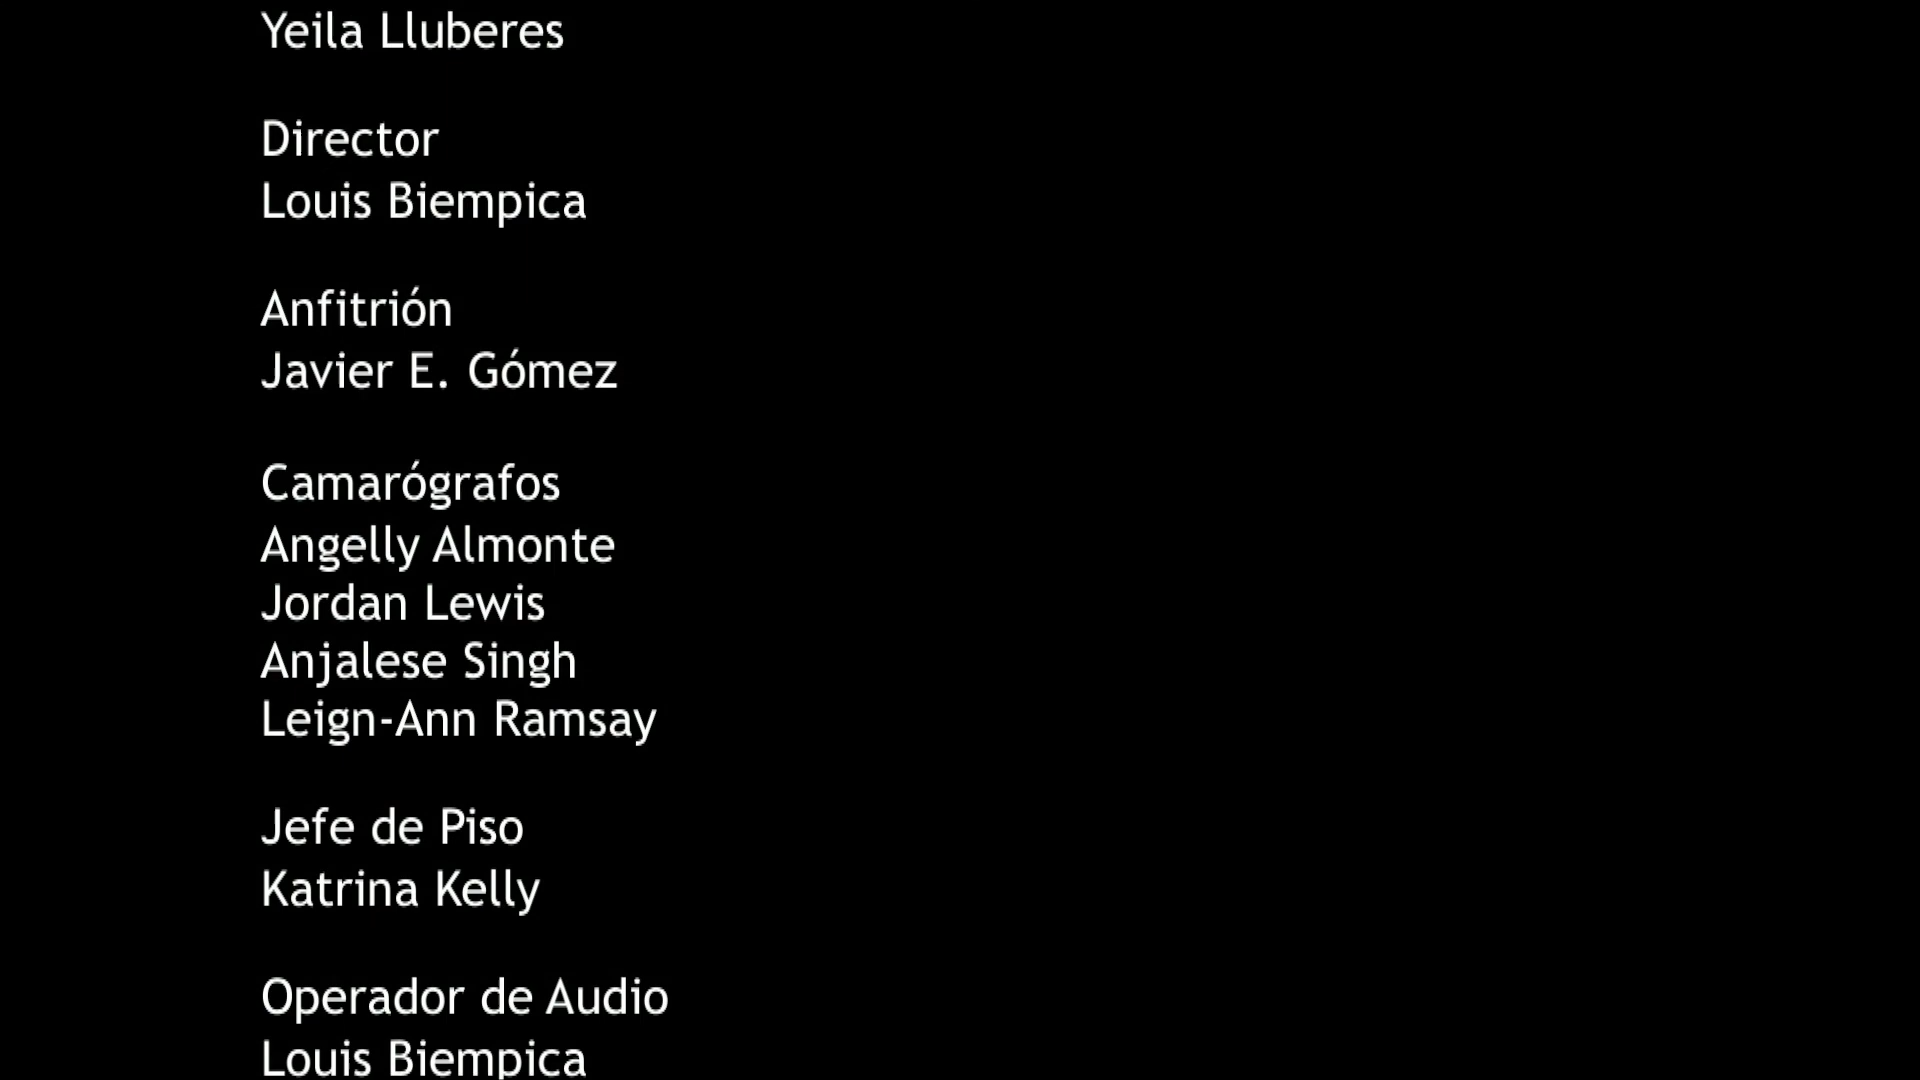 Yeila Lluberes
Director
Louis Biempica
Anfitrión
Javier E. Gómez
Camarógrafos
Angelly Almonte
Jordan Lewis
Anjalese Singh
Leign-Ann Ramsay
Jefe de Piso
Katrina Kelly
Operador de Audio
Louis Biempica